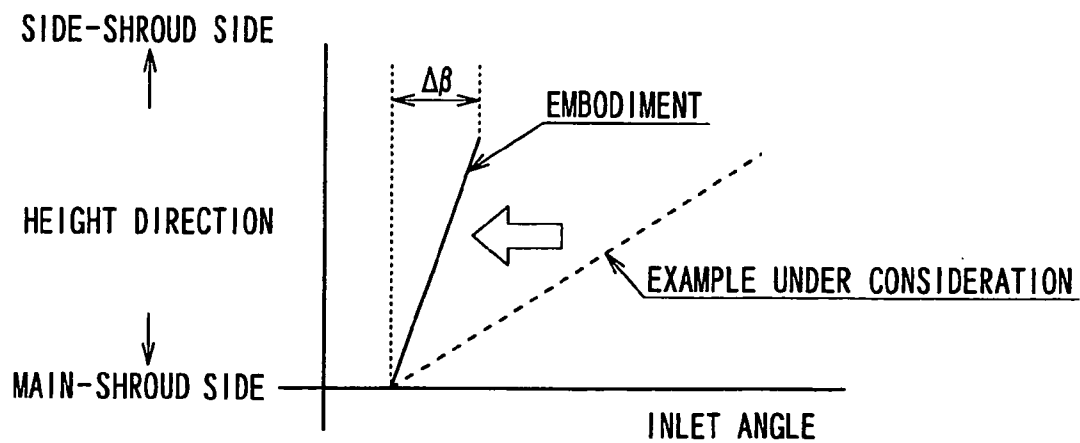 SIDE-SHROUD SIDE
Δβ
EMBODIMENT
HEIGHT DIRECTION
EXAMPLE UNDER CONSIDERATION
MAIN-SHROUD SIDE
INLET ANGLE